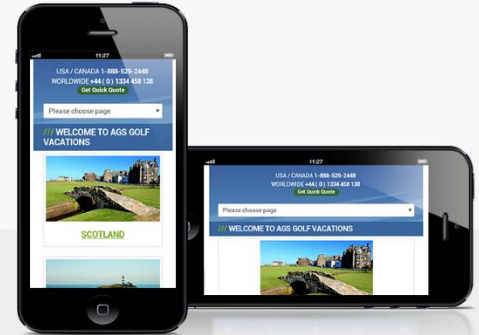 11:27
USA / CANADA 1-888-529-2448
WORLDWIDE +44 ( 0 ) 1334 458 138
Get Quick Quote
Please choose page
/// WELCOME TO AGS GOLF
VACATIONS
SCOTLAND
11:27
USA / CANADA 1-888-529-2448
WORLDWIDE +44 ( 0 ) 1334 458 138
Get Quick Quote
Please choose page
/// WELCOME TO AGS GOLF VACATIONS